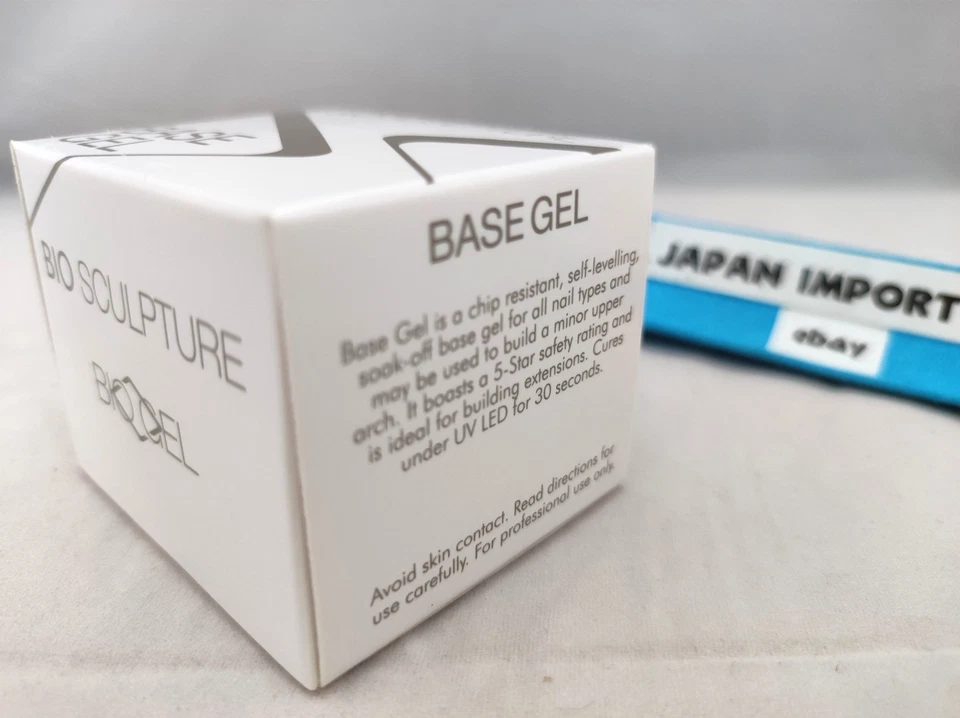 BASE
GEL
BIO SCULPTURE
BIOGEL
BASE GEL
Base Gel is a chip resistant, self-levelling,
soak-off base gel for all nail types and
may be used to build a minor upper
arch. It boasts a 5-Star safety rating and
is ideal for building extensions. Cures
under UV LED for 30 seconds.
Avoid skin contact. Read directions for
use carefully. For professional use only.
JAPAN IMPORT
ebay